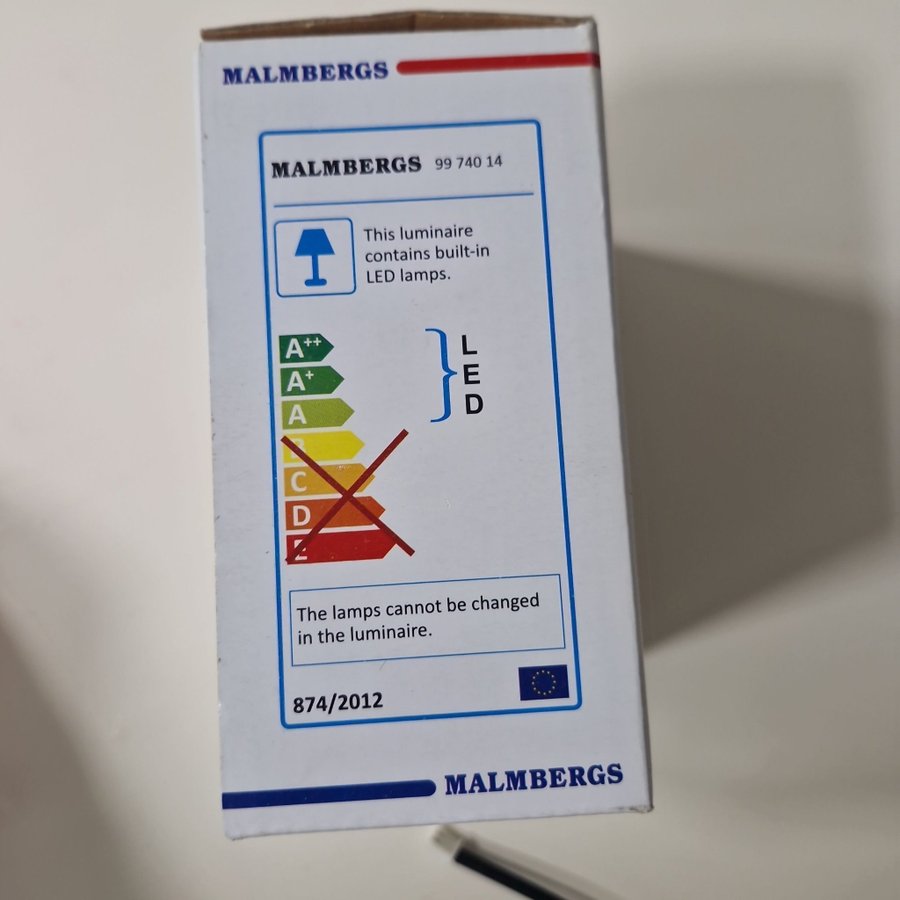 MALMBERGS
MALMBERGS 99 740 14
This luminaire
contains built-in
LED lamps.
A++
A+
A
B
C
D
E
L
E
D
The lamps cannot be changed
in the luminaire.
874/2012
MALMBERGS